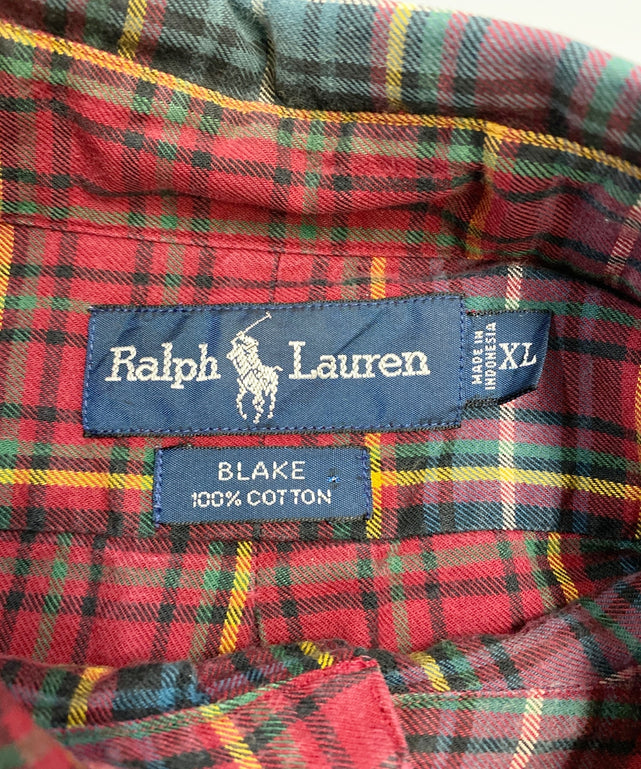 Ralph Lauren
MADE IN
INDONESIA
XL
BLAKE
100% COTTON